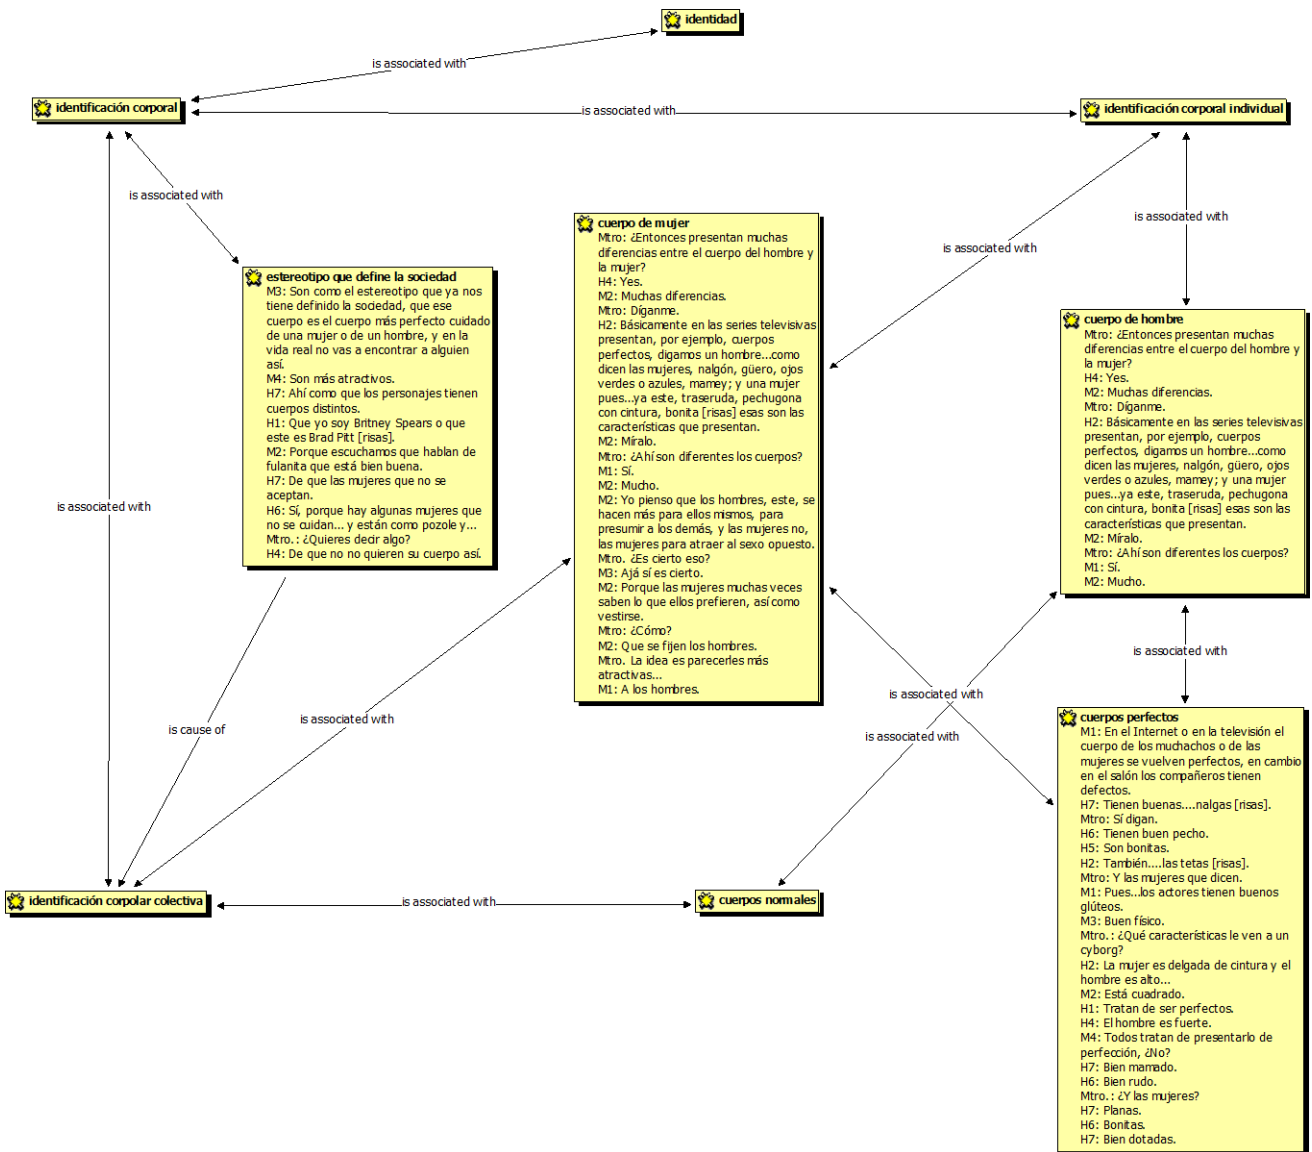 identidad
is associated with
identificación corporal
is associated with
identificación corporal individual
is associated with
is associated with
is associated with
estereotipo que define la sociedad
M3: Son como el estereotipo que ya nos
tiene definido la sociedad, que ese
cuerpo es el cuerpo más perfecto cuidado
de una mujer o de un hombre, y en la
vida real no vas a encontrar a alguien
así.
M4: Son más atractivos.
H7: Ahí como que los personajes tienen
cuerpos distintos.
H1: Que yo soy Britney Spears o que
este es Brad Pitt [risas].
M2: Porque escuchamos que hablan de
fulanita que está bien buena.
H7: De que las mujeres que no se
aceptan.
H6: Sí, porque hay algunas mujeres que
no se cuidan... y están como pozole y...
Mtro.: ¿Quieres decir algo?
H4: De que no no quieren su cuerpo así.
cuerpo de mujer
Mtro: ¿Entonces presentan muchas
diferencias entre el cuerpo del hombre y
la mujer?
H4: Yes.
M2: Muchas diferencias.
Mtro: Díganme.
H2: Básicamente en las series televisivas
presentan, por ejemplo, cuerpos
perfectos, digamos un hombre...como
dicen las mujeres, nalgón, güero, ojos
verdes o azules, mamey; y una mujer
pues...ya este, traseruda, pechugona
con cintura, bonita [risas] esas son las
características que presentan.
M2: Míralo.
Mtro: ¿Ahí son diferentes los cuerpos?
M1: Sí.
M2: Mucho.
M2: Yo pienso que los hombres, este, se
hacen más para ellos mismos, para
presumir a los demás, y las mujeres no,
las mujeres para atraer al sexo opuesto.
Mtro. ¿Es cierto eso?
M3: Ajá sí es cierto.
M2: Porque las mujeres muchas veces
saben lo que ellos prefieren, así como
vestirse.
Mtro: ¿Cómo?
M2: Que se fijen los hombres.
Mtro. La idea es parecerles más
atractivas...
M1: A los hombres.
cuerpo de hombre
Mtro: ¿Entonces presentan muchas
diferencias entre el cuerpo del hombre y
la mujer?
H4: Yes.
M2: Muchas diferencias.
Mtro: Díganme.
H2: Básicamente en las series televisivas
presentan, por ejemplo, cuerpos
perfectos, digamos un hombre...como
dicen las mujeres, nalgón, güero, ojos
verdes o azules, mamey; y una mujer
pues...ya este, traseruda, pechugona
con cintura, bonita [risas] esas son las
características que presentan.
M2: Míralo.
Mtro: ¿Ahí son diferentes los cuerpos?
M1: Sí.
M2: Mucho.
is associated with
is associated with
is associated with
is associated with
is cause of
is associated with
cuerpos perfectos
M1: En el Internet o en la televisión el
cuerpo de los muchachos o de las
mujeres se vuelven perfectos, en cambio
en el salón los compañeros tienen
defectos.
H7: Tienen buenas....nalgas [risas].
Mtro: Sí digan.
H6: Tienen buen pecho.
H5: Son bonitas.
H2: También....las tetas [risas].
Mtro: Y las mujeres que dicen.
M1: Pues...los actores tienen buenos
glúteos.
M3: Buen físico.
Mtro.: ¿Qué características le ven a un
cyborg?
H2: La mujer es delgada de cintura y el
hombre es alto...
M2: Está cuadrado.
H1: Tratan de ser perfectos.
H4: El hombre es fuerte.
M4: Todos tratan de presentarlo de
perfección, ¿No?
H7: Bien mamado.
H6: Bien rudo.
Mtro.: ¿Y las mujeres?
H7: Planas.
H6: Bonitas.
H7: Bien dotadas.
identificación corpolar colectiva
is associated with
cuerpos normales